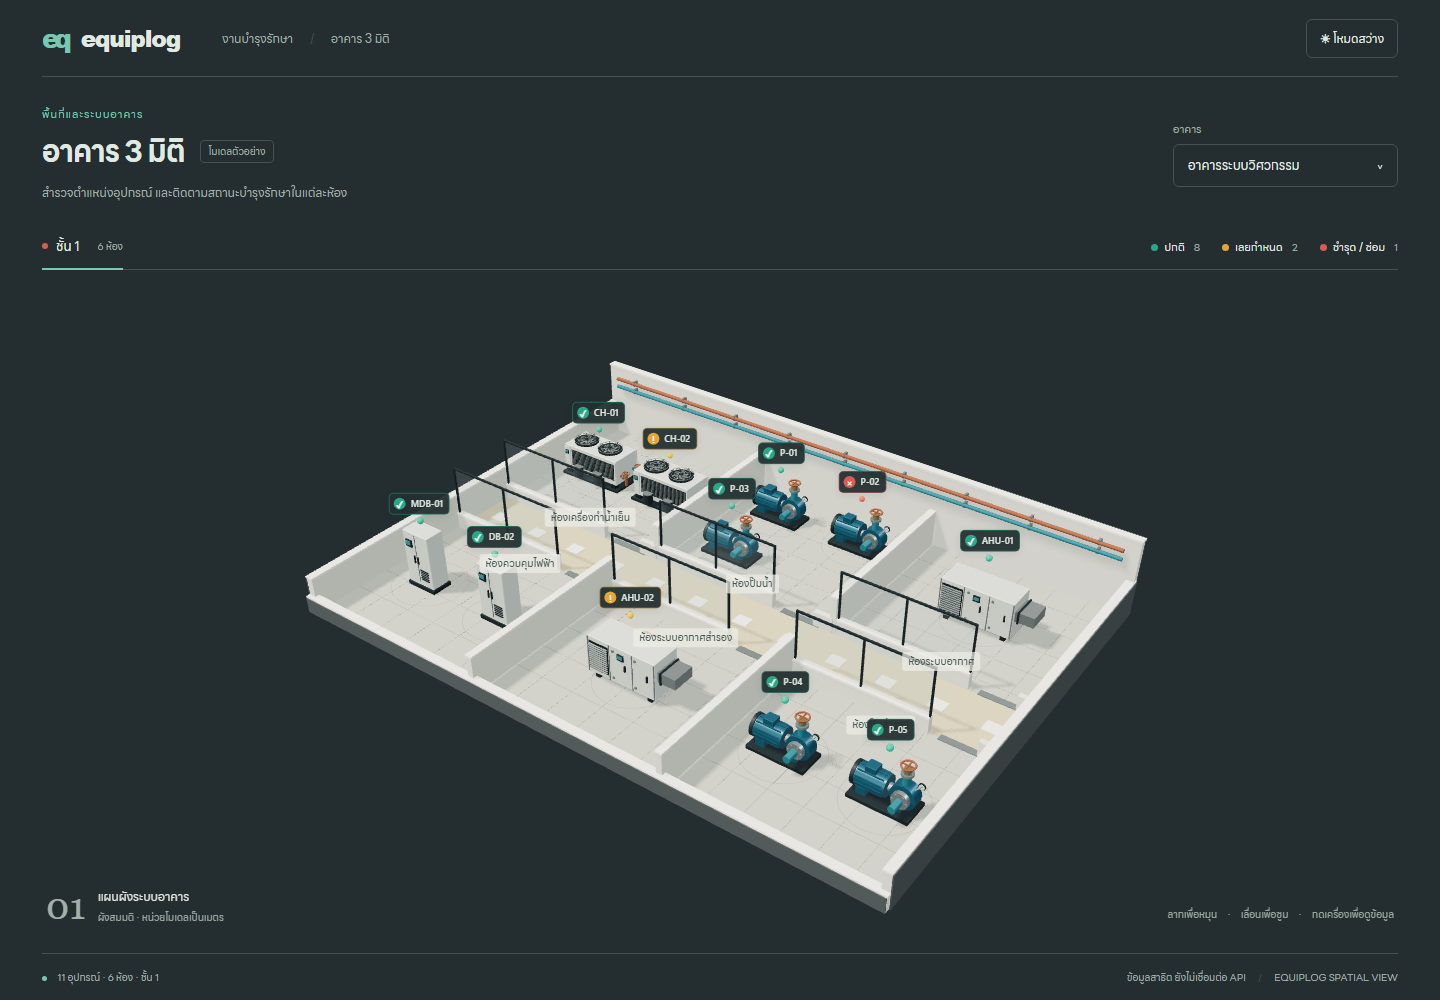 eq equiplog
งานบำรุงรักษา / อาคาร 3 มิติ
โหมดสว่าง
พื้นที่และระบบอาคาร
อาคาร 3 มิติ
โมเดลตัวอย่าง
สำรวจตำแหน่งอุปกรณ์ และติดตามสถานะบำรุงรักษาในแต่ละห้อง
อาคาร
อาคารระบบวิศวกรรม
ชั้น 1 6 ห้อง
ปกติ 8 เลยกำหนด 2 ชำรุด / ซ่อม 1
CH-01
CH-02
P-01
P-02
P-03
MDB-01
ห้องเครื่องทำน้ำเย็น
DB-02
AHU-01
ห้องควบคุมไฟฟ้า
ห้องปั๊มน้ำ
AHU-02
ห้องระบบอากาศสำรอง
ห้องระบบอากาศ
P-04
P-05
01
แผนผังระบบอาคาร
ผังสมมติ · หน่วยโมเดลเป็นเมตร
ลากเพื่อหมุน · เลื่อนเพื่อซูม · กดเครื่องเพื่อดูข้อมูล
11 อุปกรณ์ · 6 ห้อง · ชั้น 1
ข้อมูลสาธิต ยังไม่เชื่อมต่อ API / EQUIPLOG SPATIAL VIEW